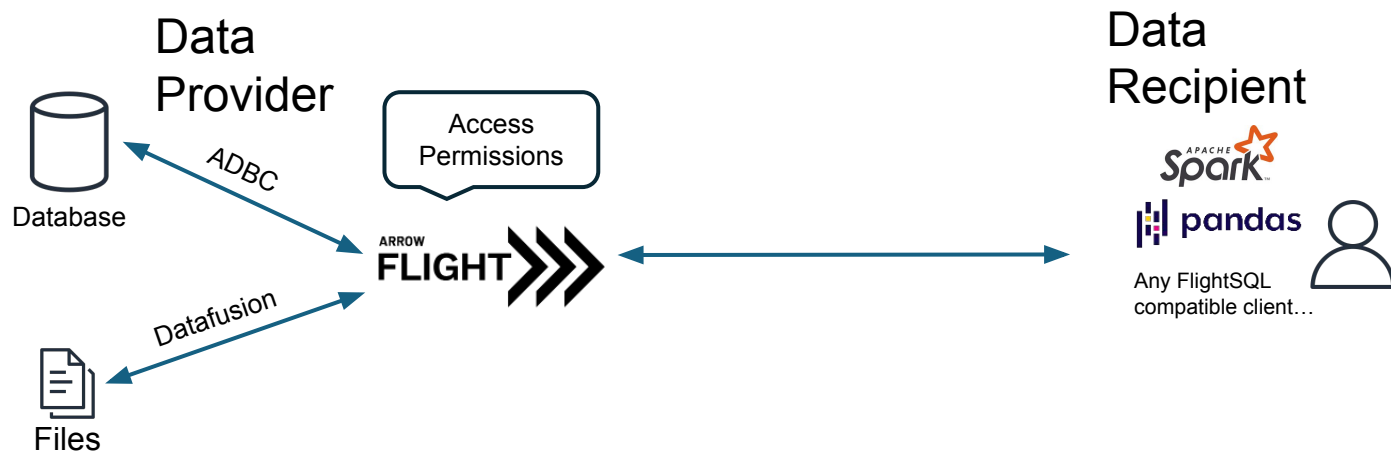 Data
Provider
Data
Recipient
Access
Permissions
ADBC
Database
ARROW
FLIGHT
APACHE
Spark
TM
pandas
Any FlightSQL
compatible client…
Datafusion
Files